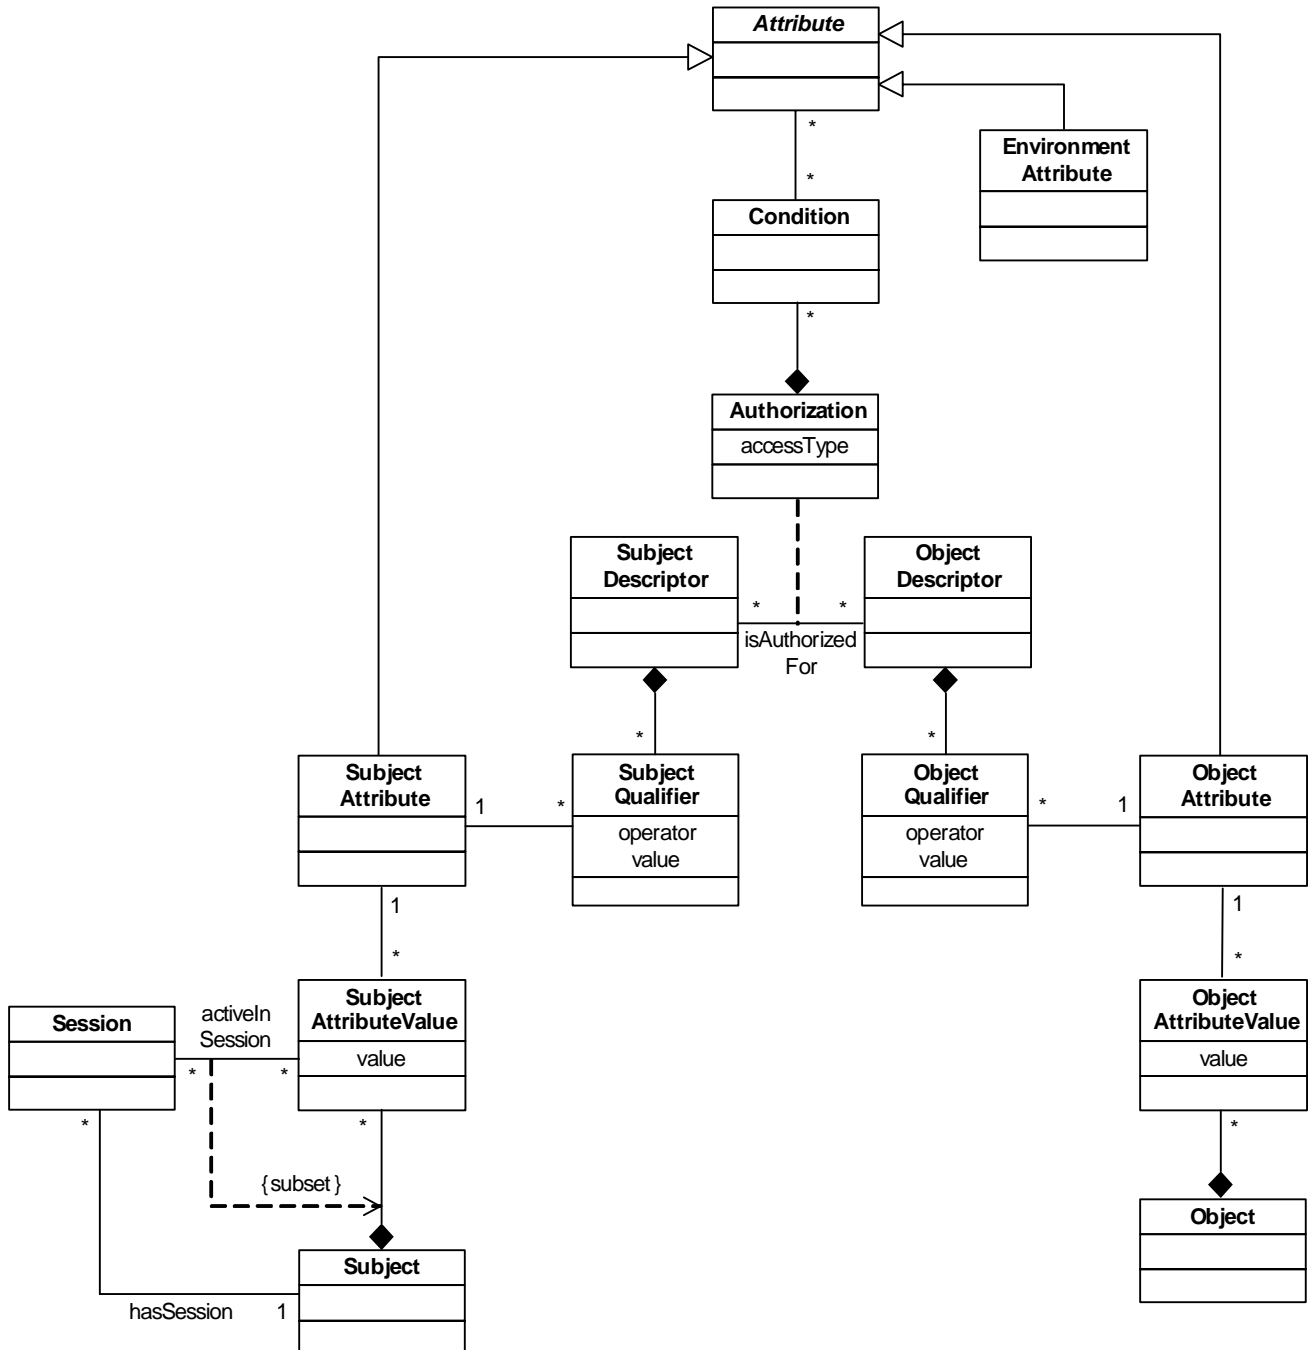 Attribute
*
Environment
Attribute
*
Condition
*
Authorization
accessType
Subject
Descriptor
Object
Descriptor
* *
isAuthorized
For
* *
Subject
Attribute
Subject
Qualifier
Object
Qualifier
Object
Attribute
1 * * 1
operator
value
operator
value
1 1
* *
Session
activeIn
Session
Subject
AttributeValue
Object
AttributeValue
value
value
* *
* * *
{subset}
Object
Subject
hasSession 1